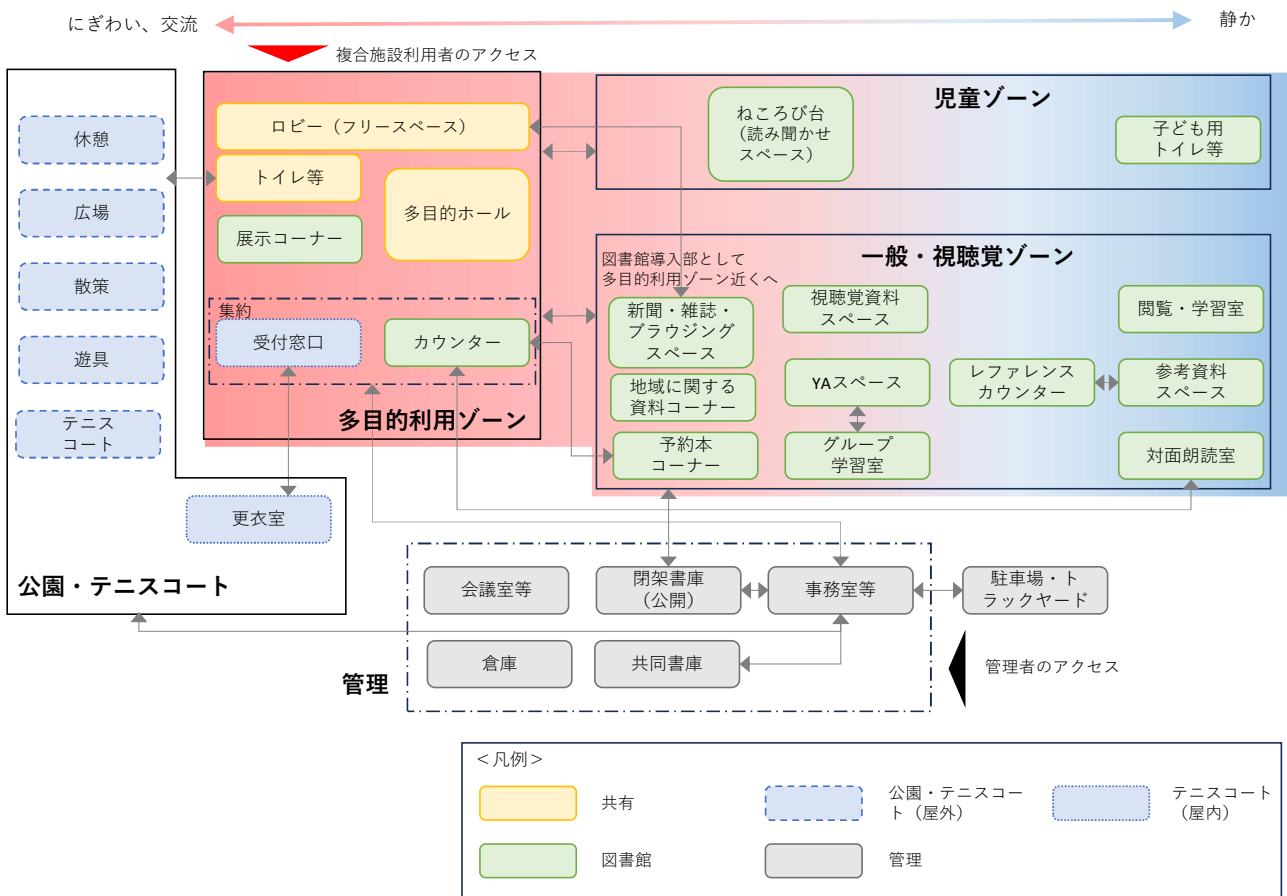 にぎわい、交流
静か
複合施設利用者のアクセス
休憩
広場
散策
遊具
テニス
コート
更衣室
公園・テニスコート
ロビー（フリースペース）
トイレ等
多目的ホール
展示コーナー
集約
受付窓口
カウンター
多目的利用ゾーン
児童ゾーン
ねころび台
（読み聞かせ
スペース）
子ども用
トイレ等
一般・視聴覚ゾーン
図書館導入部として
多目的利用ゾーン近くへ
新聞・雑誌・
ブラウジング
スペース
視聴覚資料
スペース
閲覧・学習室
地域に関する
資料コーナー
YAスペース
レファレンス
カウンター
参考資料
スペース
予約本
コーナー
グループ
学習室
対面朗読室
会議室等
閉架書庫
（公開）
事務室等
駐車場・ト
ラックヤード
倉庫
共同書庫
管理
管理者のアクセス
＜凡例＞
共有
公園・テニスコー
ト（屋外）
テニスコート
（屋内）
図書館
管理